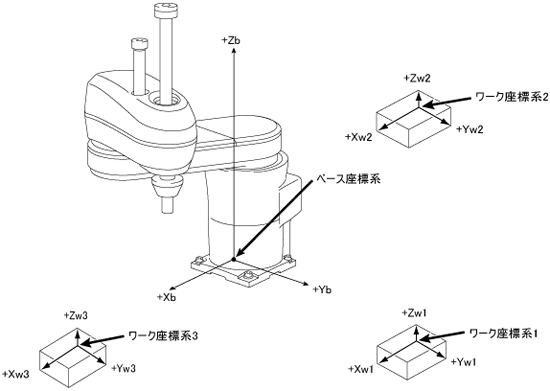 +Zb
+Zw2
ワーク座標系2
+Xw2
+Yw2
ベース座標系
+Xb
+Yb
+Zw3
ワーク座標系3
+Xw3
+Yw3
+Zw1
ワーク座標系1
+Xw1
+Yw1